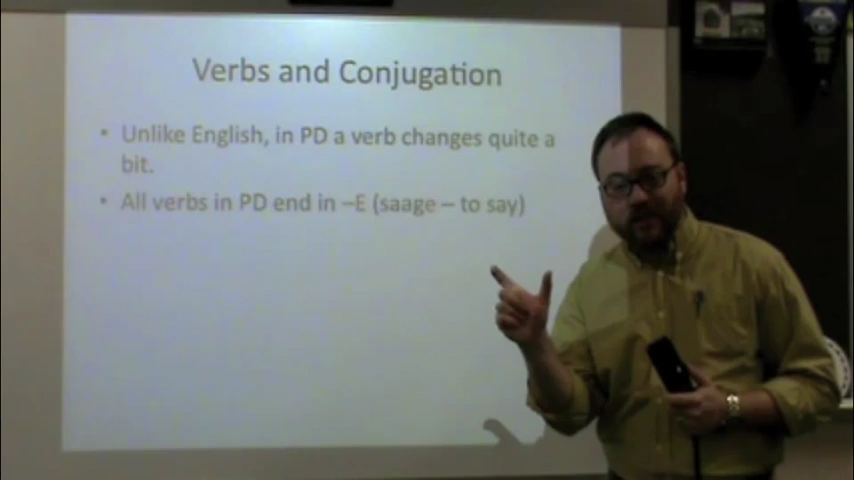 Verbs and Conjugation
• Unlike English, in PD a verb changes quite a
bit.
• All verbs in PD end in –E (saage – to say)